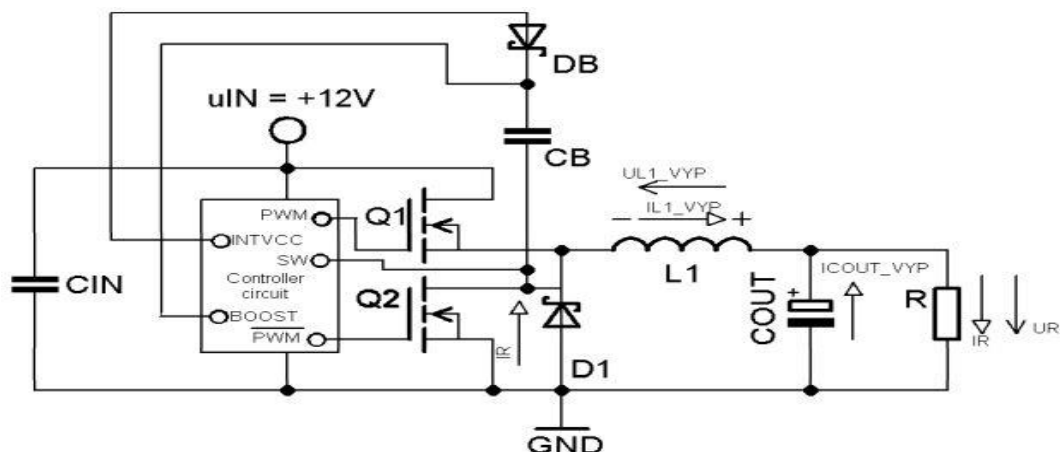 DB
uIN = +12V
CB
UL1_VYP
IL1_VYP
- +
PWM
Q1
INTVCC
SW
L1
ICOUT_VYP
CIN
Controller
circuit
Q2
COUT
+
R
BOOST
IR
IR
UR
PWM
D1
GND